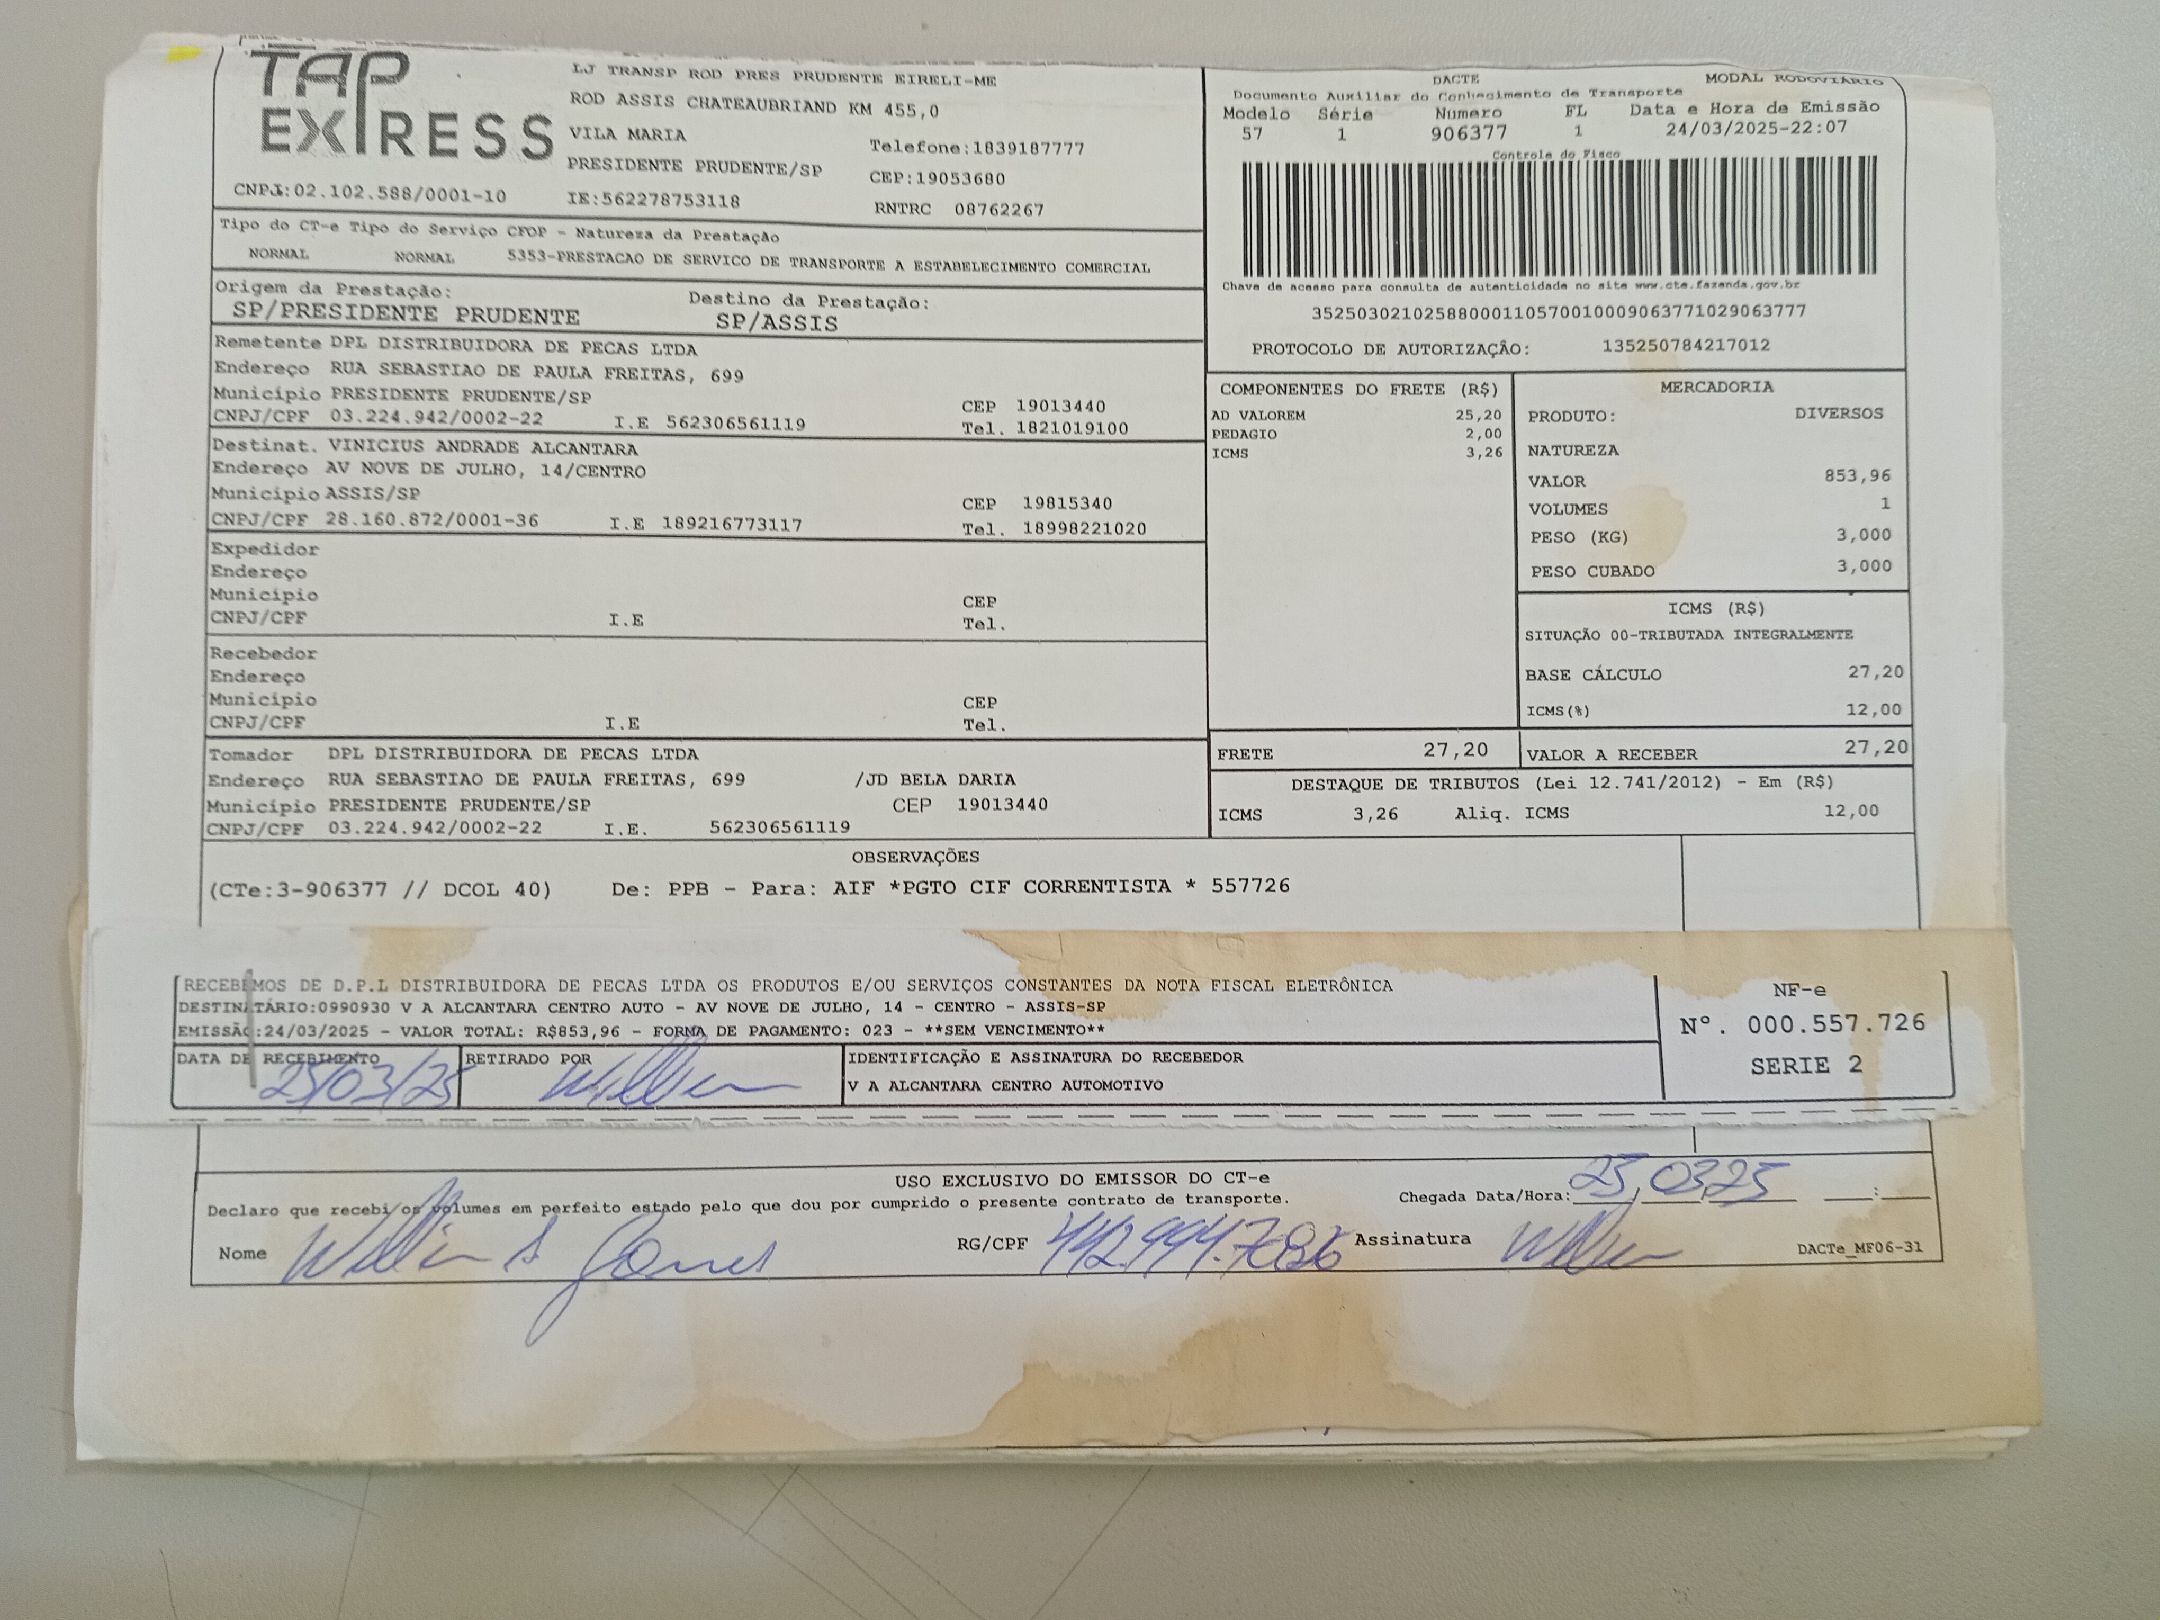 TAP EXPRESS
CNPJ:02.102.588/0001-10
LJ TRANSP ROD PRES PRUDENTE EIRELI-ME
ROD ASSIS CHATEAUBRIAND KM 455,0
VILA MARIA
Telefone:1839187777
PRESIDENTE PRUDENTE/SP
CEP:19053680
IE:562278753118
RNTRC 08762267
DACTE MODAL RODOVIÁRIO
Documento Auxiliar do Conhecimento de Transporte
Modelo Série Numero FL Data e Hora de Emissão
57 1 906377 1 24/03/2025-22:07
Controle do Fisco
Chave de acesso para consulta de autenticidade no site www.cte.fazenda.gov.br
35250302102588000110570010009063771029063777
PROTOCOLO DE AUTORIZAÇÃO: 135250784217012
Tipo do CT-e Tipo do Serviço CFOP - Natureza da Prestação
NORMAL NORMAL 5353-PRESTACAO DE SERVICO DE TRANSPORTE A ESTABELECIMENTO COMERCIAL
Origem da Prestação: Destino da Prestação:
SP/PRESIDENTE PRUDENTE SP/ASSIS
Remetente DPL DISTRIBUIDORA DE PECAS LTDA
Endereço RUA SEBASTIAO DE PAULA FREITAS, 699
Município PRESIDENTE PRUDENTE/SP CEP 19013440
CNPJ/CPF 03.224.942/0002-22 I.E 562306561119 Tel. 1821019100
Destinat. VINICIUS ANDRADE ALCANTARA
Endereço AV NOVE DE JULHO, 14/CENTRO
Município ASSIS/SP CEP 19815340
CNPJ/CPF 28.160.872/0001-36 I.E 189216773117 Tel. 18998221020
Expedidor
Endereço
Município CEP
CNPJ/CPF I.E Tel.
Recebedor
Endereço
Município CEP
CNPJ/CPF I.E Tel.
Tomador DPL DISTRIBUIDORA DE PECAS LTDA
Endereço RUA SEBASTIAO DE PAULA FREITAS, 699 /JD BELA DARIA
Município PRESIDENTE PRUDENTE/SP CEP 19013440
CNPJ/CPF 03.224.942/0002-22 I.E. 562306561119
COMPONENTES DO FRETE (R$)
AD VALOREM 25,20
PEDAGIO 2,00
ICMS 3,26
MERCADORIA
PRODUTO: DIVERSOS
NATUREZA
VALOR 853,96
VOLUMES 1
PESO (KG) 3,000
PESO CUBADO 3,000
ICMS (R$)
SITUAÇÃO 00-TRIBUTADA INTEGRALMENTE
BASE CÁLCULO 27,20
ICMS(%) 12,00
FRETE 27,20 VALOR A RECEBER 27,20
DESTAQUE DE TRIBUTOS (Lei 12.741/2012) - Em (R$)
ICMS 3,26 Aliq. ICMS 12,00
OBSERVAÇÕES
(CTe:3-906377 // DCOL 40) De: PPB - Para: AIF *PGTO CIF CORRENTISTA * 557726
RECEBEMOS DE D.P.L DISTRIBUIDORA DE PECAS LTDA OS PRODUTOS E/OU SERVIÇOS CONSTANTES DA NOTA FISCAL ELETRÔNICA
DESTINATÁRIO:0990930 V A ALCANTARA CENTRO AUTO - AV NOVE DE JULHO, 14 - CENTRO - ASSIS-SP
EMISSÃO:24/03/2025 - VALOR TOTAL: R$853,96 - FORMA DE PAGAMENTO: 023 - **SEM VENCIMENTO**
NF-e
Nº. 000.557.726
SERIE 2
DATA DE RECEBIMENTO RETIRADO POR IDENTIFICAÇÃO E ASSINATURA DO RECEBEDOR
25/03/25 V A ALCANTARA CENTRO AUTOMOTIVO
USO EXCLUSIVO DO EMISSOR DO CT-e
Declaro que recebi os volumes em perfeito estado pelo que dou por cumprido o presente contrato de transporte. Chegada Data/Hora: 25,03,25 __:__
Nome RG/CPF Assinatura DACTe_MF06-31